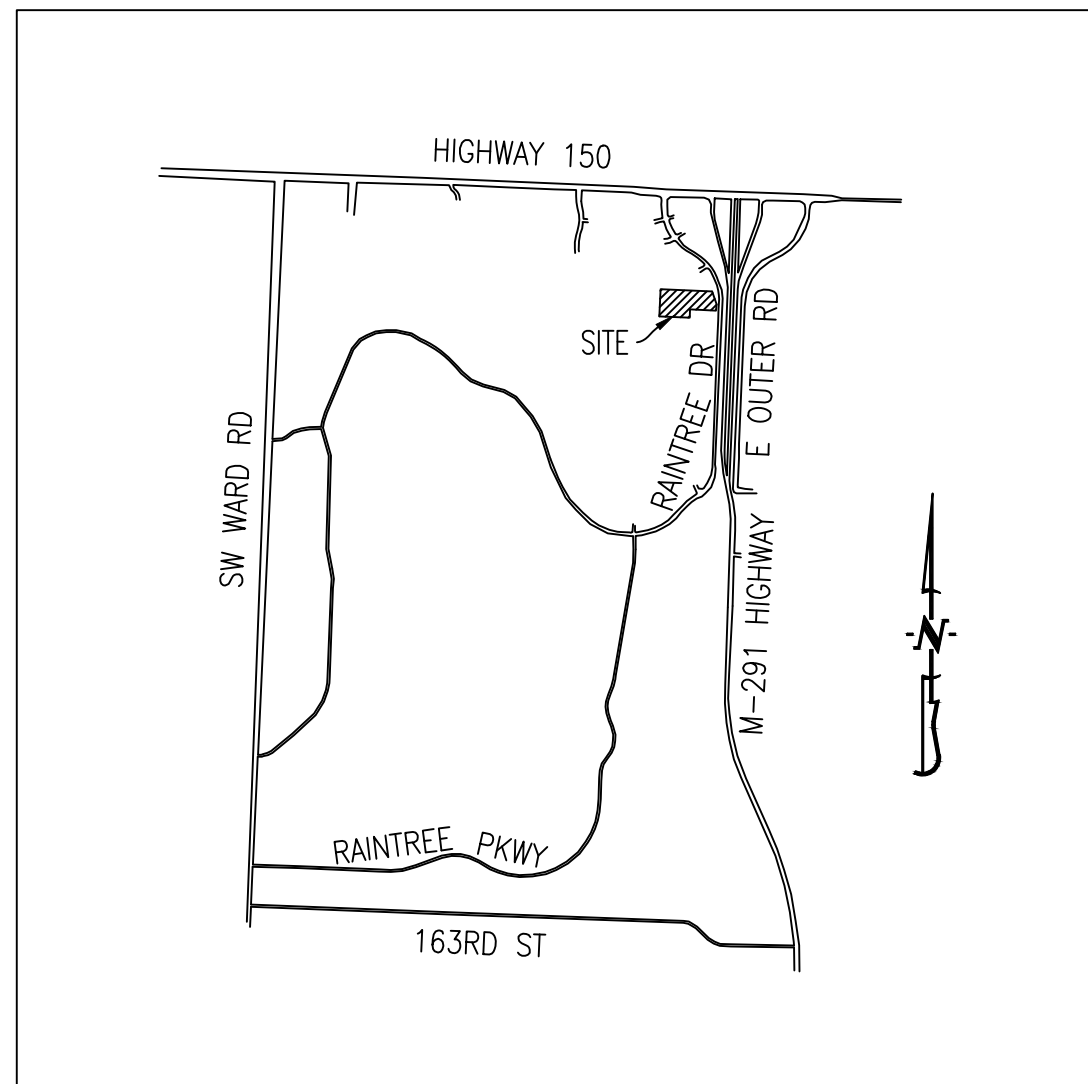 HIGHWAY 150
SITE
RAINTREE DR
E OUTER RD
SW WARD RD
M-291 HIGHWAY
N
RAINTREE PKWY
163RD ST